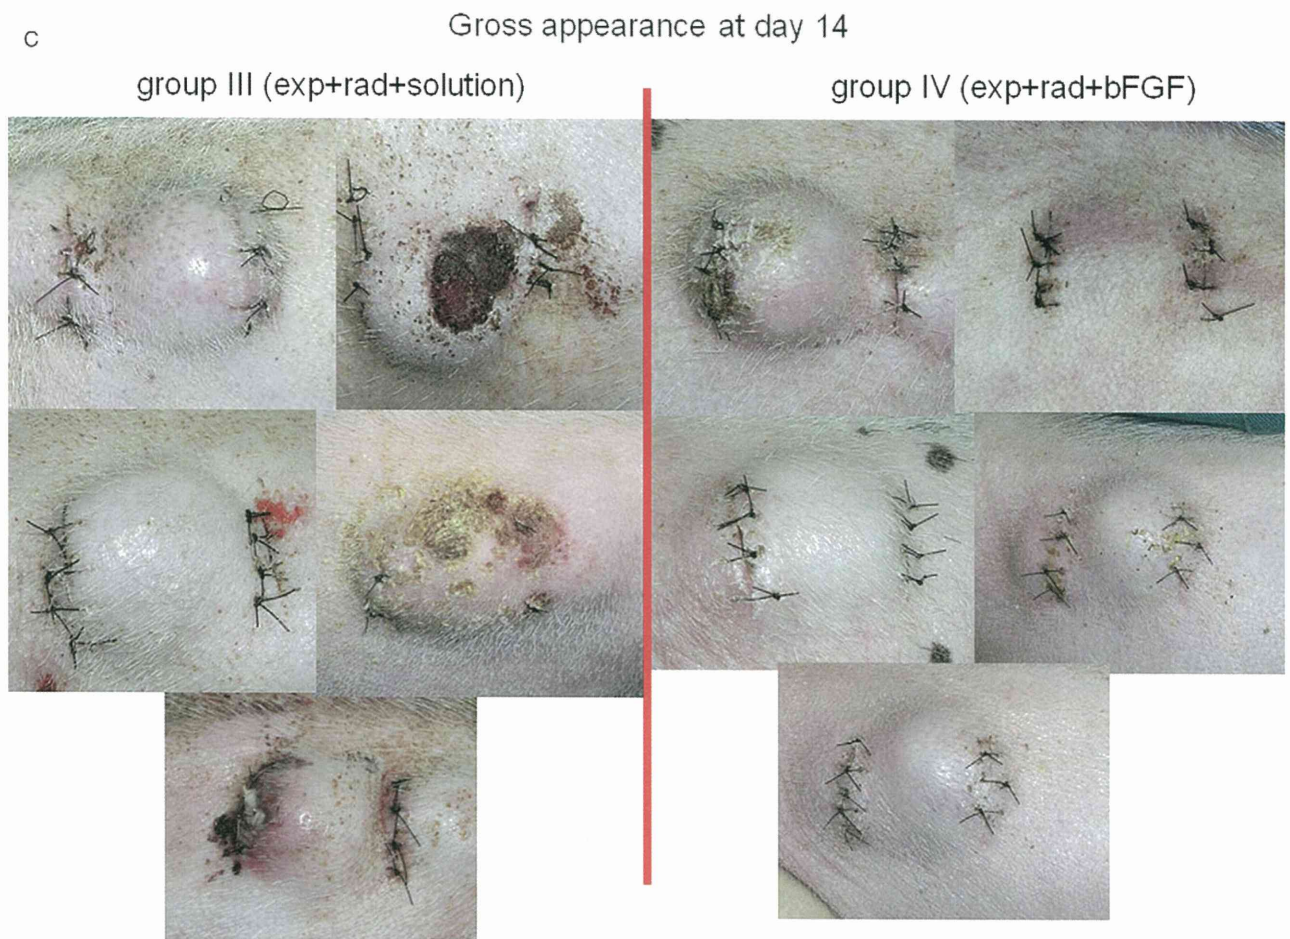 c
Gross appearance at day 14
group III (exp+rad+solution)
group IV (exp+rad+bFGF)